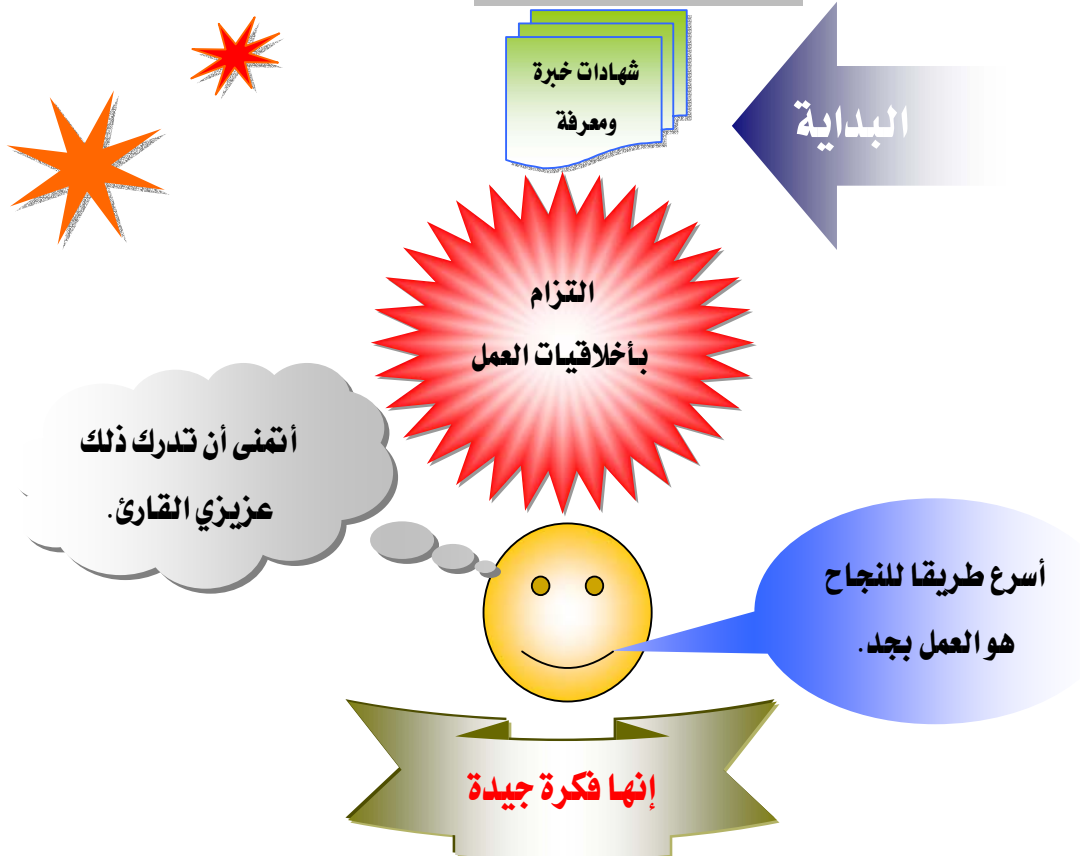 البداية
شهادات خبرة
ومعرفة
التزام
بأخلاقيات العمل
أتمنى أن تدرك ذلك
عزيزي القارئ.
أسرع طريقا للنجاح
هو العمل بجد.
إنها فكرة جيدة